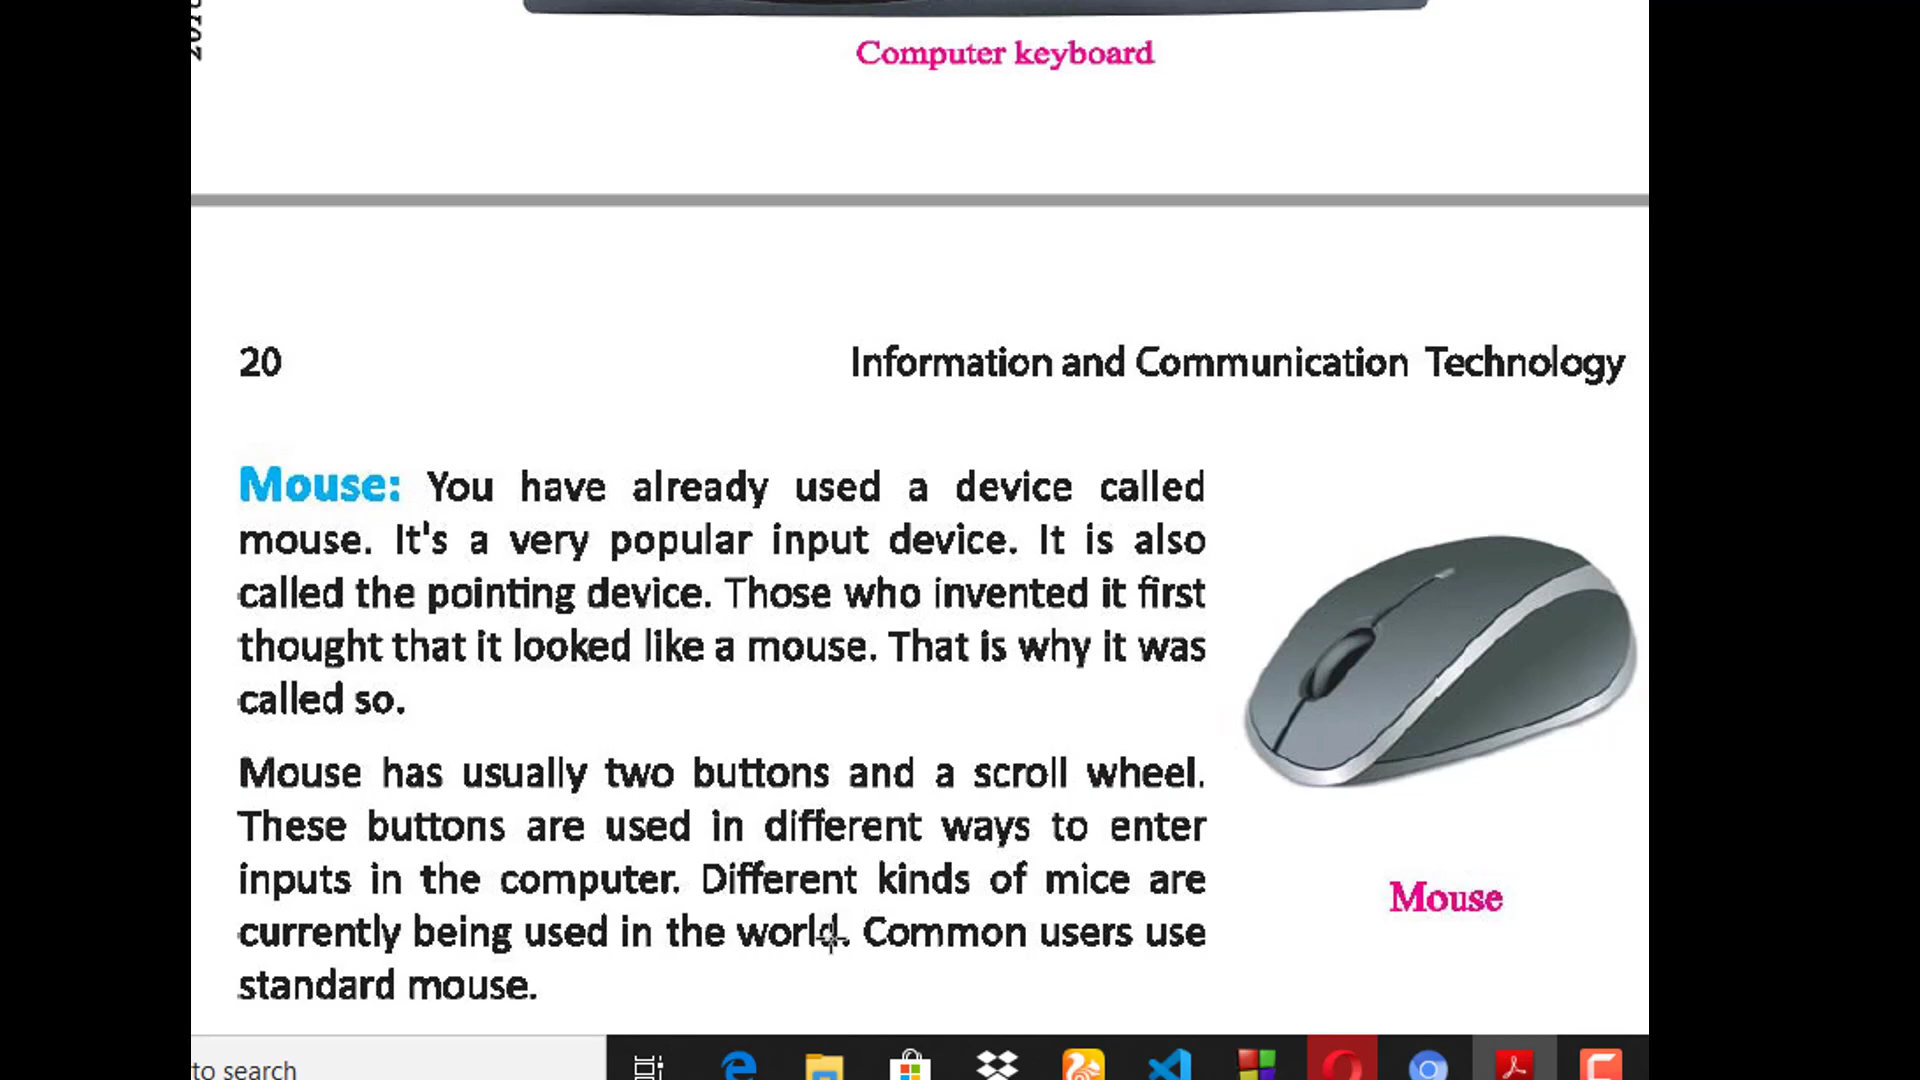 Computer keyboard
20 Information and Communication Technology
Mouse: You have already used a device called
mouse. It's a very popular input device. It is also
called the pointing device. Those who invented it first
thought that it looked like a mouse. That is why it was
called so.
Mouse has usually two buttons and a scroll wheel.
These buttons are used in different ways to enter
inputs in the computer. Different kinds of mice are
currently being used in the world. Common users use
standard mouse.
Mouse
to search